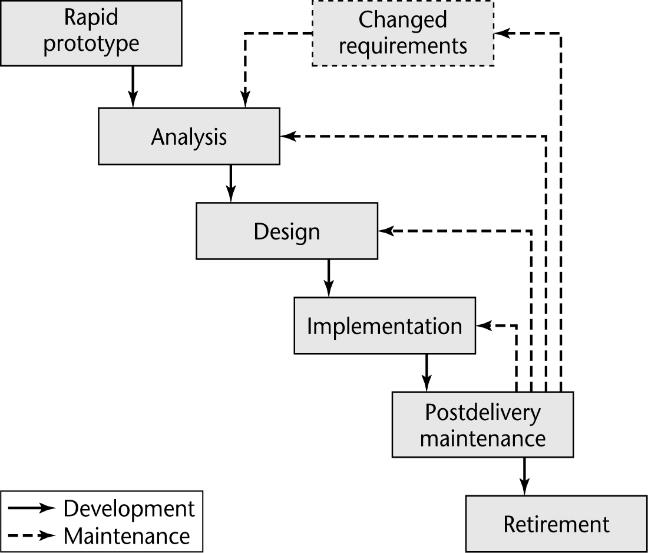 Rapid
prototype
Changed
requirements
Analysis
Design
Implementation
Postdelivery
maintenance
Retirement
Development
Maintenance